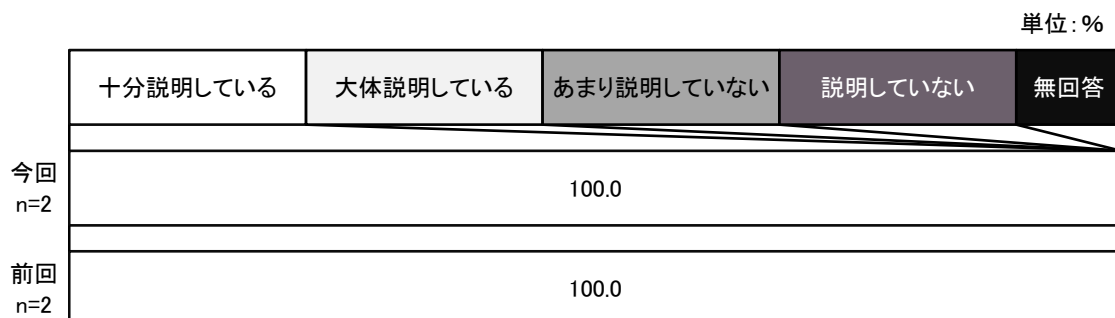 単位:%
十分説明している 大体説明している あまり説明していない 説明していない 無回答
今回
n=2
100.0
前回
n=2
100.0